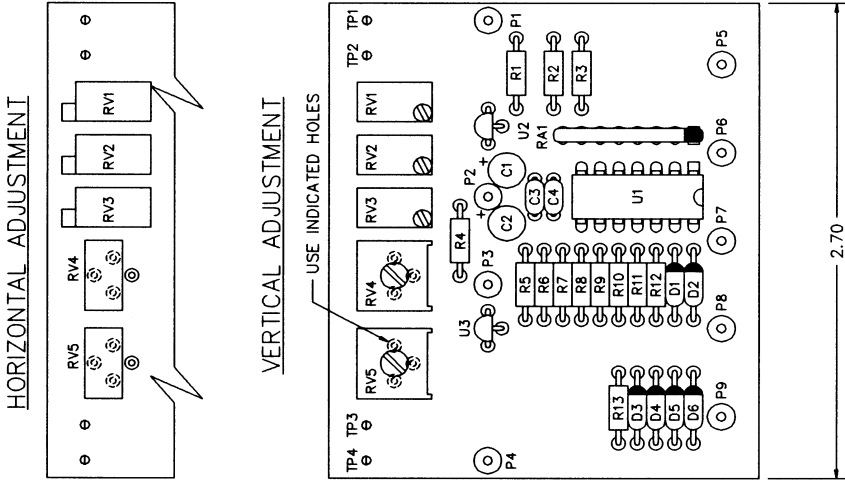 HORIZONTAL ADJUSTMENT
RV1
RV2
RV3
RV4
RV5
VERTICAL ADJUSTMENT
USE INDICATED HOLES
TP1
TP2
RV1
RV2
RV3
RV4
RV5
TP3
TP4
P1
R1
R2
R3
P5
U2
RA1
P6
+
C1
P2
+
C2
C3
C4
U1
R4
P7
P3
R5
R6
R7
R8
R9
R10
R11
R12
D1
D2
U3
P8
R13
D3
D4
D5
D6
P9
P4
2.70